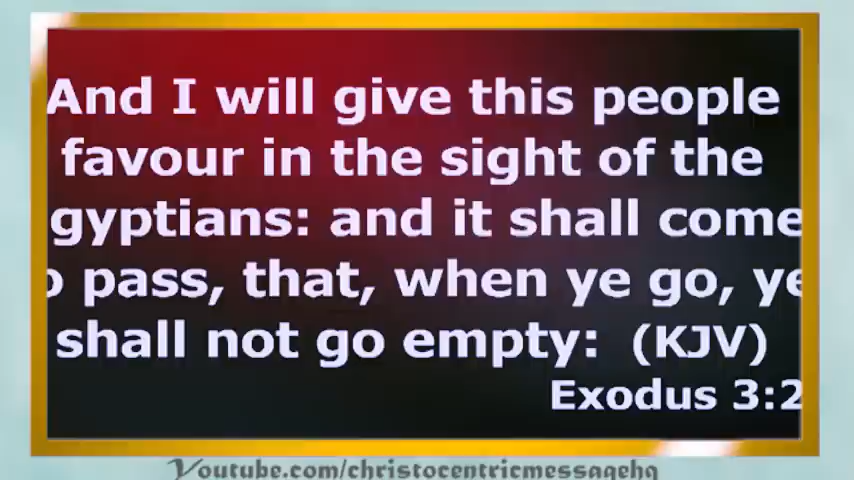 And I will give this people
favour in the sight of the
gyptians: and it shall come
o pass, that, when ye go, ye
shall not go empty: (KJV)
Exodus 3:2
Youtube.com/christocentricmessagehq